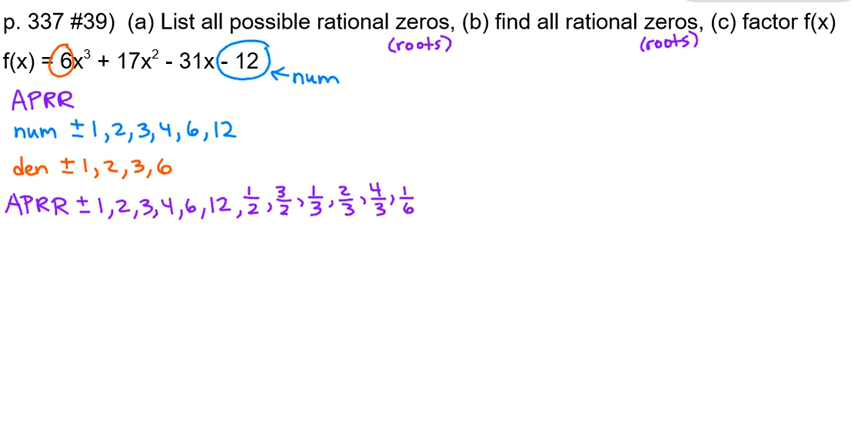 p. 337 #39) (a) List all possible rational zeros, (b) find all rational zeros, (c) factor f(x)
(roots) (roots)
f(x) = 6x³ + 17x² - 31x - 12
← num
APRR
num ± 1, 2, 3, 4, 6, 12
den ± 1, 2, 3, 6
APRR ± 1, 2, 3, 4, 6, 12, 1/2, 3/2, 1/3, 2/3, 4/3, 1/6